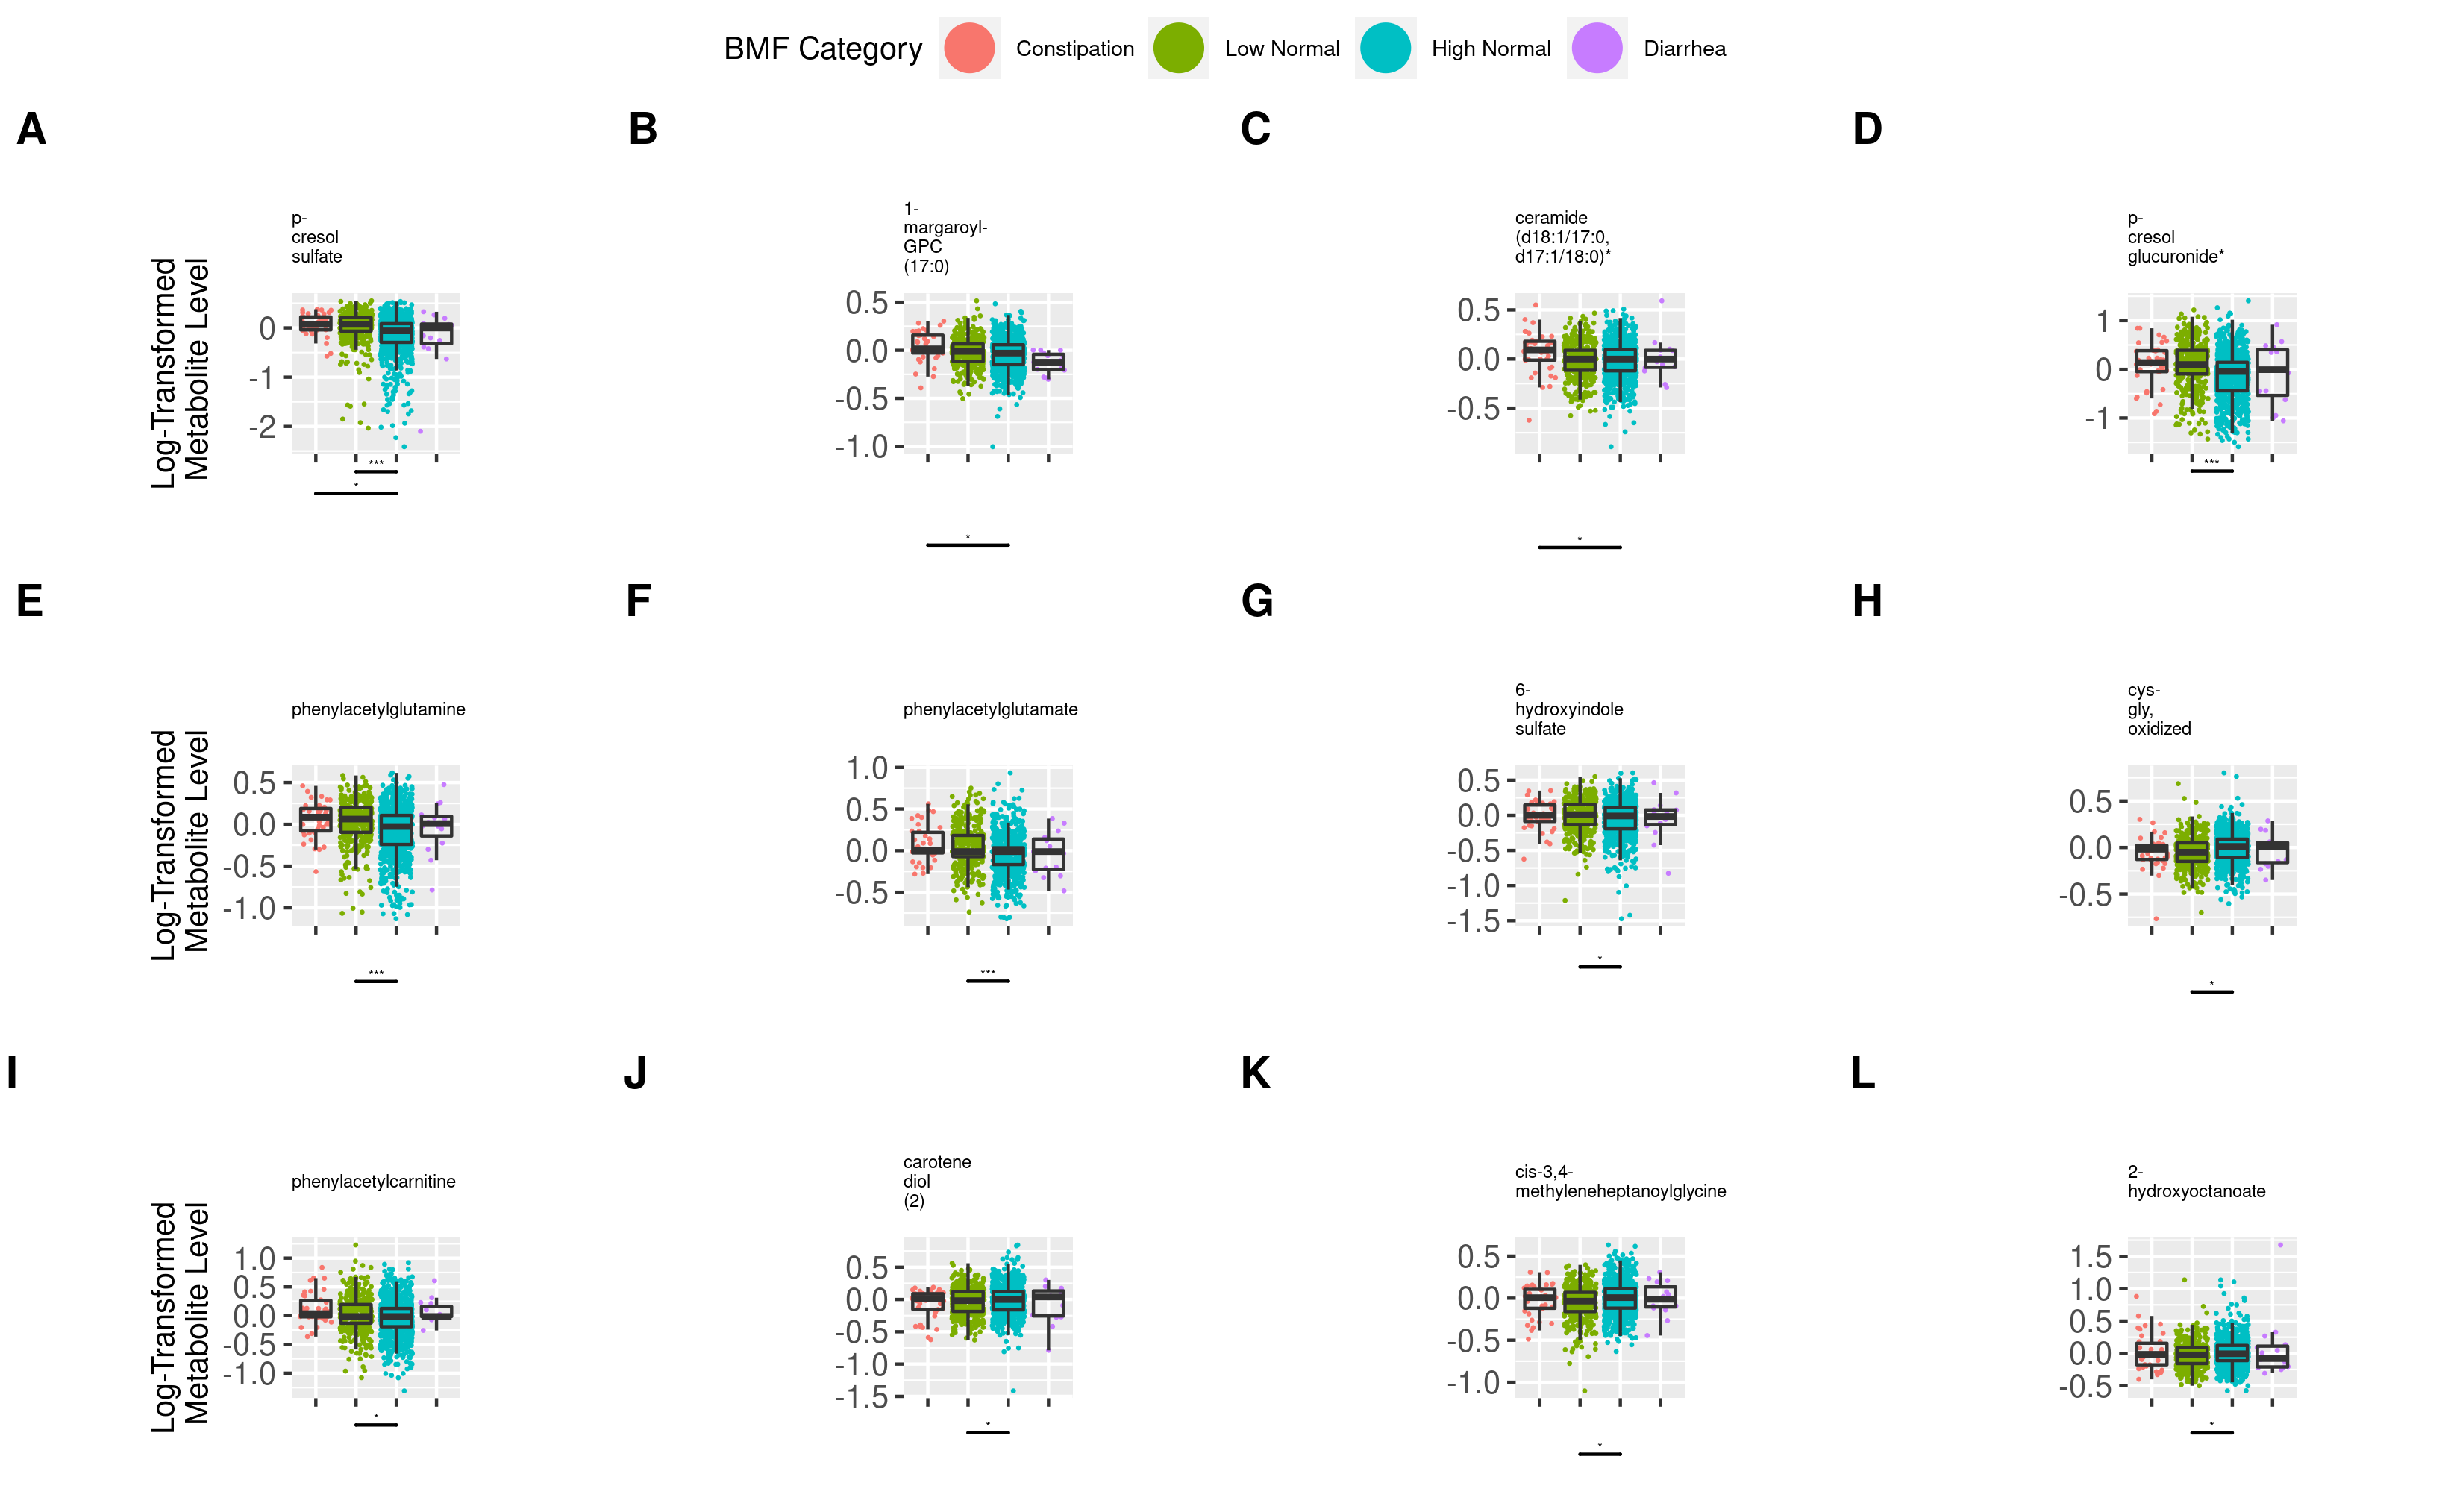 BMF Category Constipation Low Normal High Normal Diarrhea
A B C D
p-
cresol
sulfate
1-
margaroyl-
GPC
(17:0)
ceramide
(d18:1/17:0,
d17:1/18:0)*
p-
cresol
glucuronide*
Log-Transformed
Metabolite Level
0
-1
-2
***
*
0.5
0.0
-0.5
-1.0
*
0.5
0.0
-0.5
*
1
0
-1
***
E F G H
phenylacetylglutamine
phenylacetylglutamate
6-
hydroxyindole
sulfate
cys-
gly,
oxidized
Log-Transformed
Metabolite Level
0.5
0.0
-0.5
-1.0
***
1.0
0.5
0.0
-0.5
***
0.5
0.0
-0.5
-1.0
-1.5
*
0.5
0.0
-0.5
*
I J K L
phenylacetylcarnitine
carotene
diol
(2)
cis-3,4-
methyleneheptanoylglycine
2-
hydroxyoctanoate
Log-Transformed
Metabolite Level
1.0
0.5
0.0
-0.5
-1.0
*
0.5
0.0
-0.5
-1.0
-1.5
*
0.5
0.0
-0.5
-1.0
*
1.5
1.0
0.5
0.0
-0.5
*